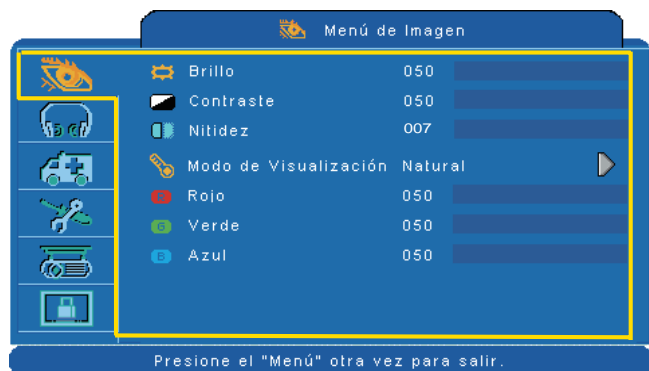 Menú de Imagen
Brillo 050
Contraste 050
Nitidez 007
Modo de Visualización Natural
Rojo 050
G Verde 050
B Azul 050
Presione el "Menú" otra vez para salir.